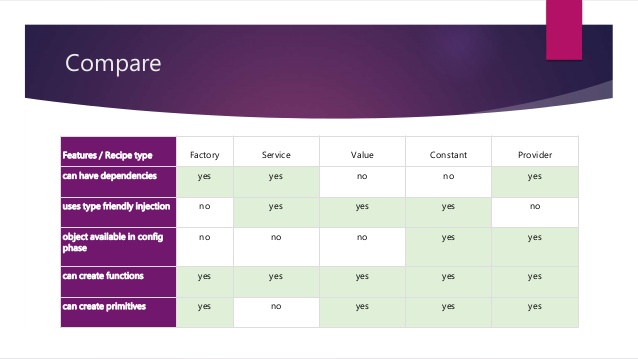 Compare
Features / Recipe type Factory Service Value Constant Provider
can have dependencies yes yes no no yes
uses type friendly injection no yes yes yes no
object available in config no no no yes yes
phase
can create functions yes yes yes yes yes
can create primitives yes no yes yes yes